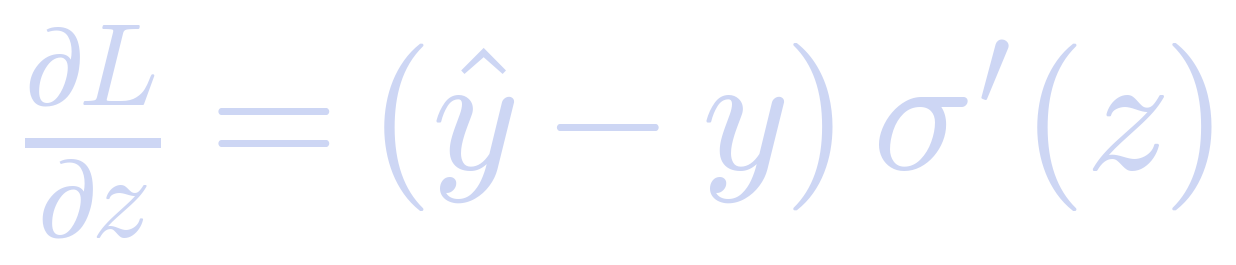 ∂L/∂z = (ŷ − y) σ′(z)